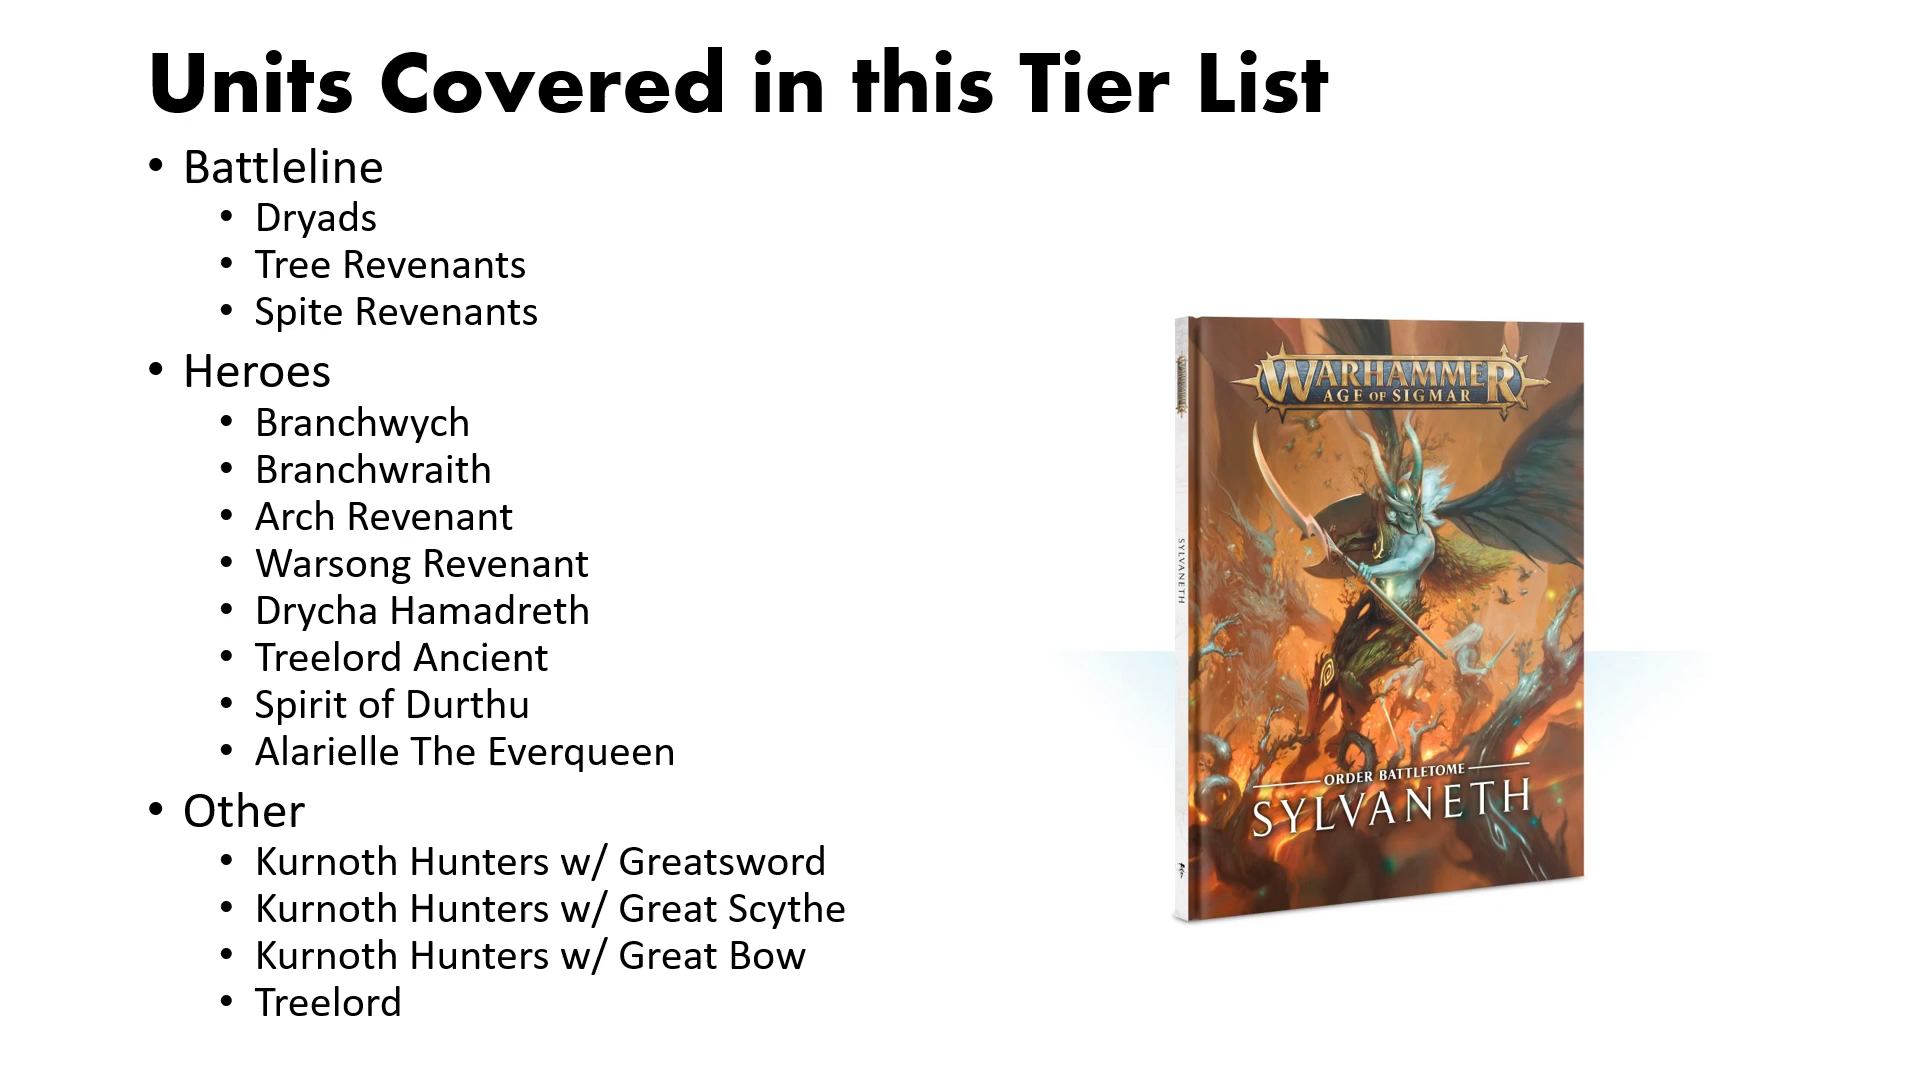 Units Covered in this Tier List
• Battleline
• Dryads
• Tree Revenants
• Spite Revenants
• Heroes
• Branchwych
• Branchwraith
• Arch Revenant
• Warsong Revenant
• Drycha Hamadreth
• Treelord Ancient
• Spirit of Durthu
• Alarielle The Everqueen
• Other
• Kurnoth Hunters w/ Greatsword
• Kurnoth Hunters w/ Great Scythe
• Kurnoth Hunters w/ Great Bow
• Treelord
WARHAMMER
AGE OF SIGMAR
ORDER BATTLETOME
SYLVANETH
SYLVANETH